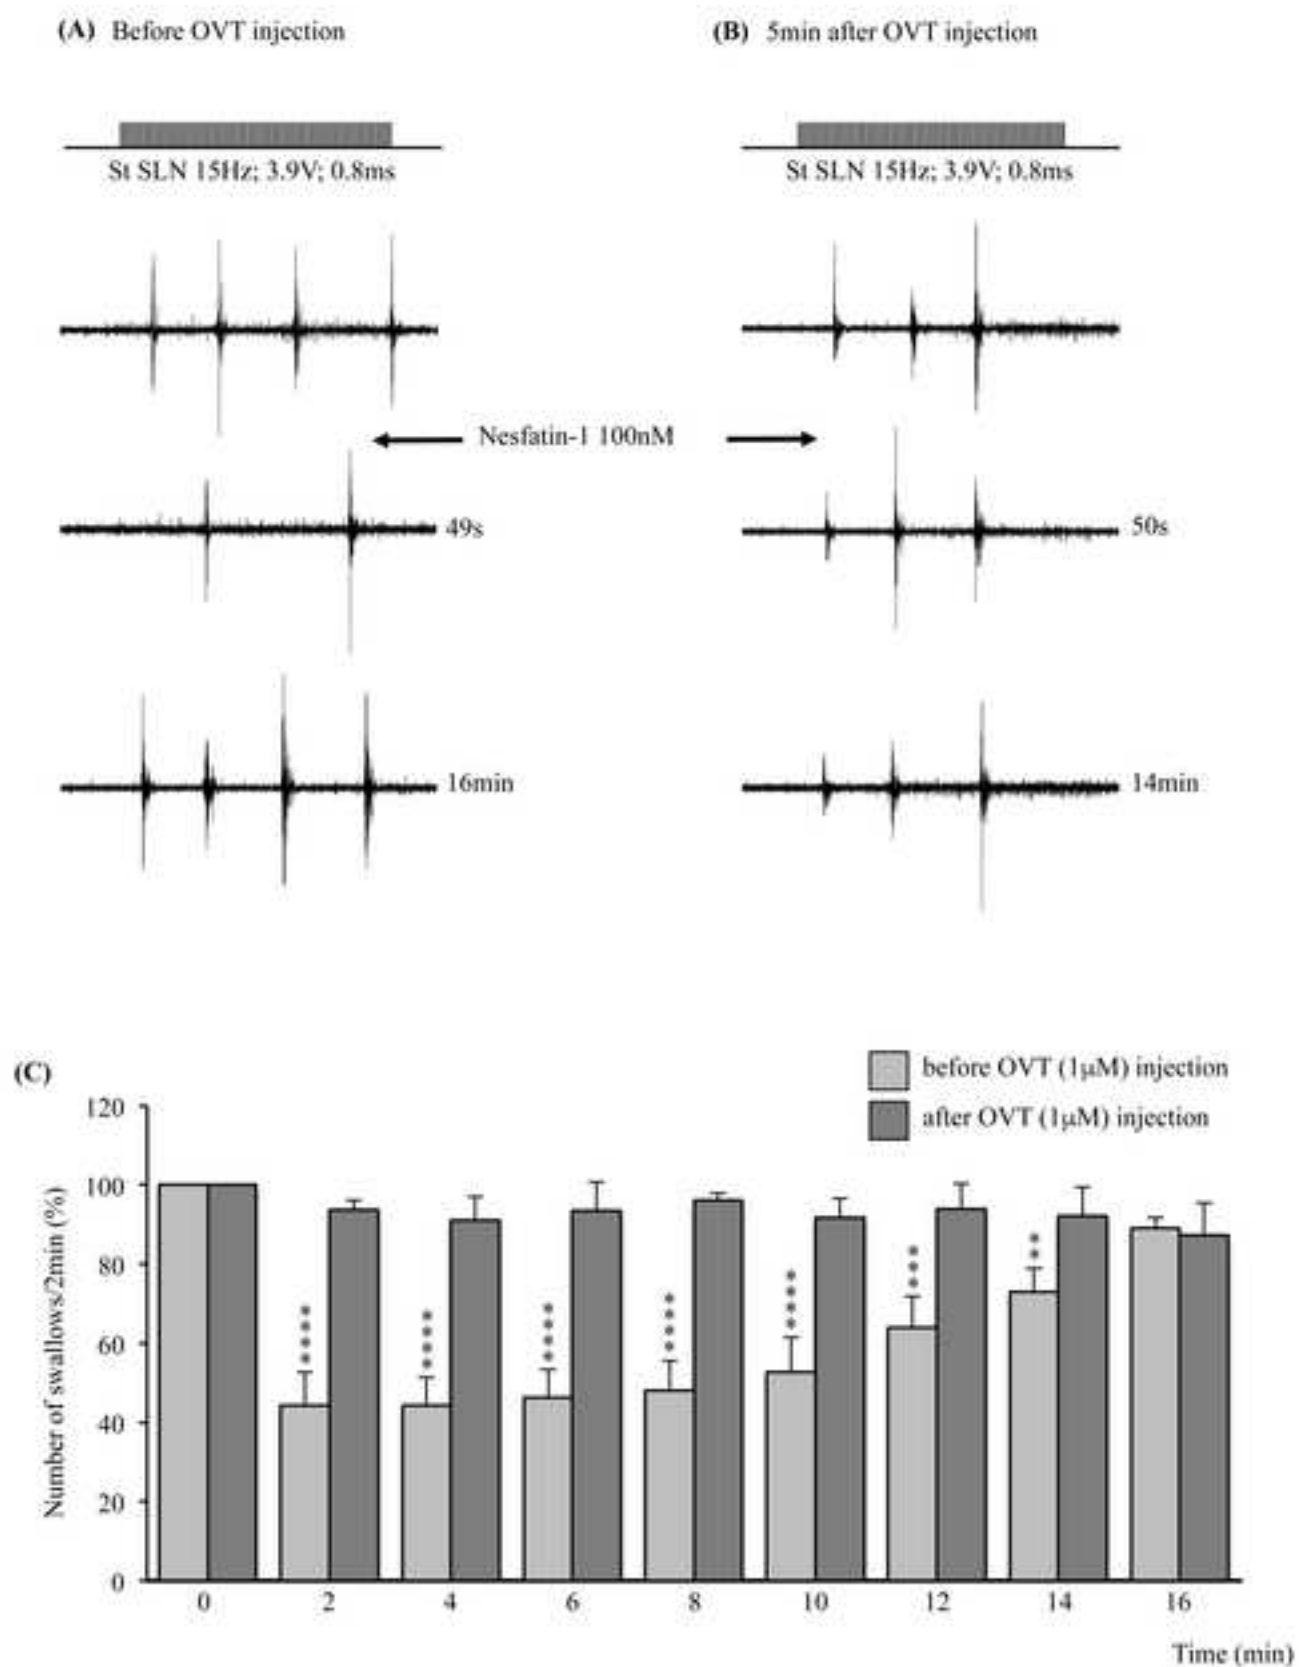 (A) Before OVT injection
(B) 5min after OVT injection
St SLN 15Hz; 3.9V; 0.8ms
St SLN 15Hz; 3.9V; 0.8ms
Nesfatin-1 100nM
49s
50s
16min
14min
(C)
before OVT (1μM) injection
after OVT (1μM) injection
Number of swallows/2min (%)
120
100
80
60
40
20
0
****
****
****
****
****
***
**
0 2 4 6 8 10 12 14 16
Time (min)